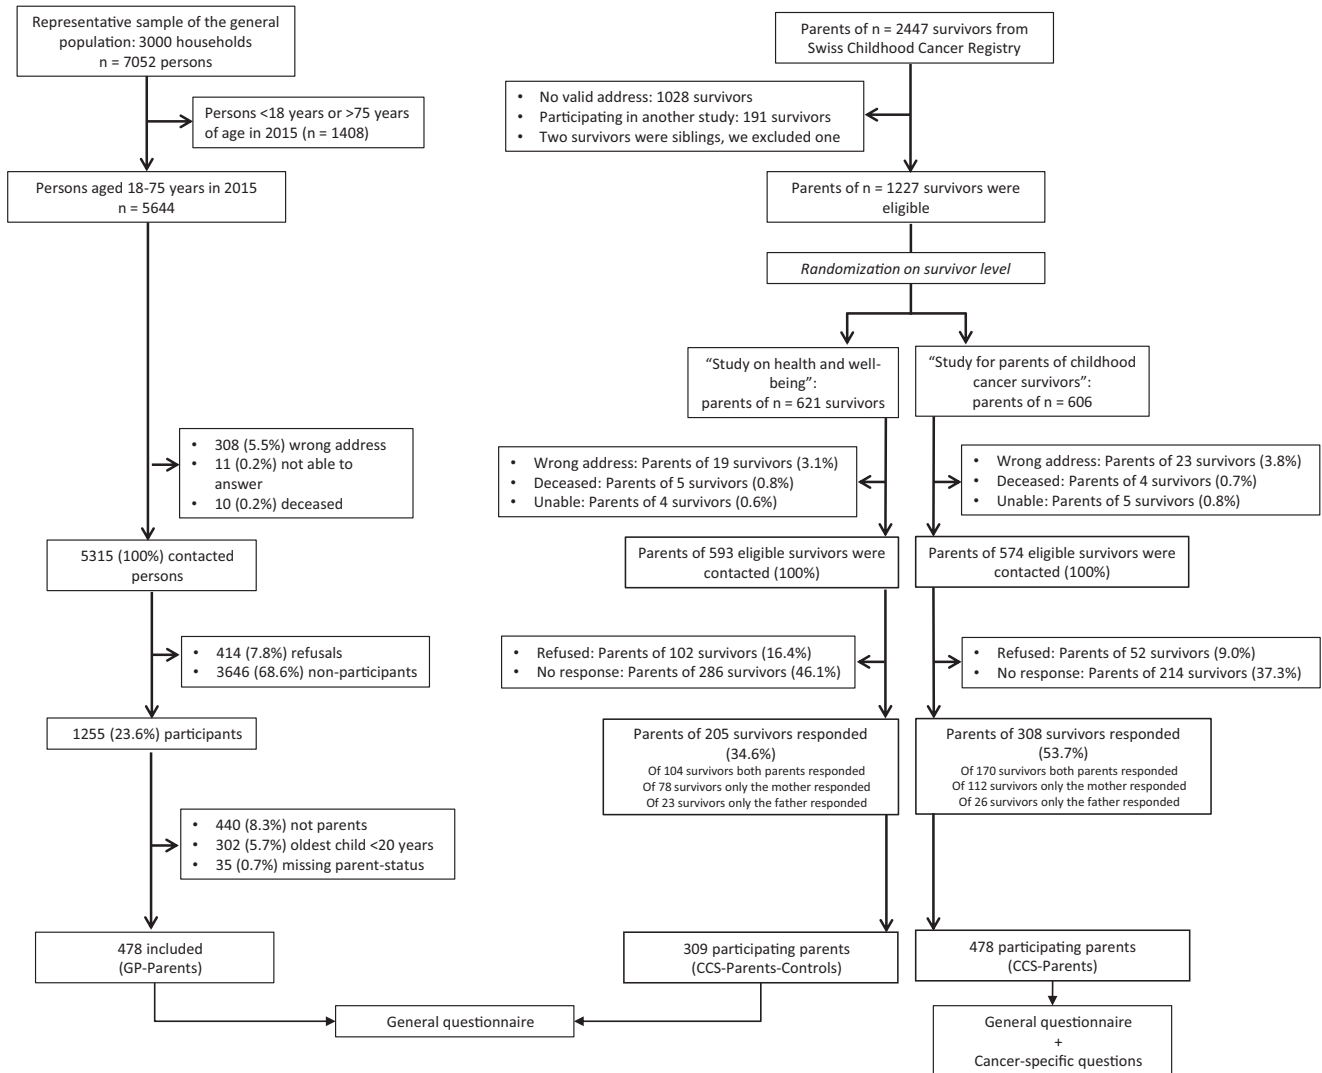 Representative sample of the general
population: 3000 households
n = 7052 persons
Persons <18 years or >75 years
of age in 2015 (n = 1408)
Persons aged 18-75 years in 2015
n = 5644
• 308 (5.5%) wrong address
• 11 (0.2%) not able to
answer
• 10 (0.2%) deceased
5315 (100%) contacted
persons
• 414 (7.8%) refusals
• 3646 (68.6%) non-participants
1255 (23.6%) participants
• 440 (8.3%) not parents
• 302 (5.7%) oldest child <20 years
• 35 (0.7%) missing parent-status
478 included
(GP-Parents)
Parents of n = 2447 survivors from
Swiss Childhood Cancer Registry
• No valid address: 1028 survivors
• Participating in another study: 191 survivors
• Two survivors were siblings, we excluded one
Parents of n = 1227 survivors were
eligible
Randomization on survivor level
“Study on health and well-
being”:
parents of n = 621 survivors
• Wrong address: Parents of 19 survivors (3.1%)
• Deceased: Parents of 5 survivors (0.8%)
• Unable: Parents of 4 survivors (0.6%)
Parents of 593 eligible survivors were
contacted (100%)
• Refused: Parents of 102 survivors (16.4%)
• No response: Parents of 286 survivors (46.1%)
Parents of 205 survivors responded
(34.6%)
Of 104 survivors both parents responded
Of 78 survivors only the mother responded
Of 23 survivors only the father responded
309 participating parents
(CCS-Parents-Controls)
General questionnaire
“Study for parents of childhood
cancer survivors”:
parents of n = 606
• Wrong address: Parents of 23 survivors (3.8%)
• Deceased: Parents of 4 survivors (0.7%)
• Unable: Parents of 5 survivors (0.8%)
Parents of 574 eligible survivors were
contacted (100%)
• Refused: Parents of 52 survivors (9.0%)
• No response: Parents of 214 survivors (37.3%)
Parents of 308 survivors responded
(53.7%)
Of 170 survivors both parents responded
Of 112 survivors only the mother responded
Of 26 survivors only the father responded
478 participating parents
(CCS-Parents)
General questionnaire
+
Cancer-specific questions